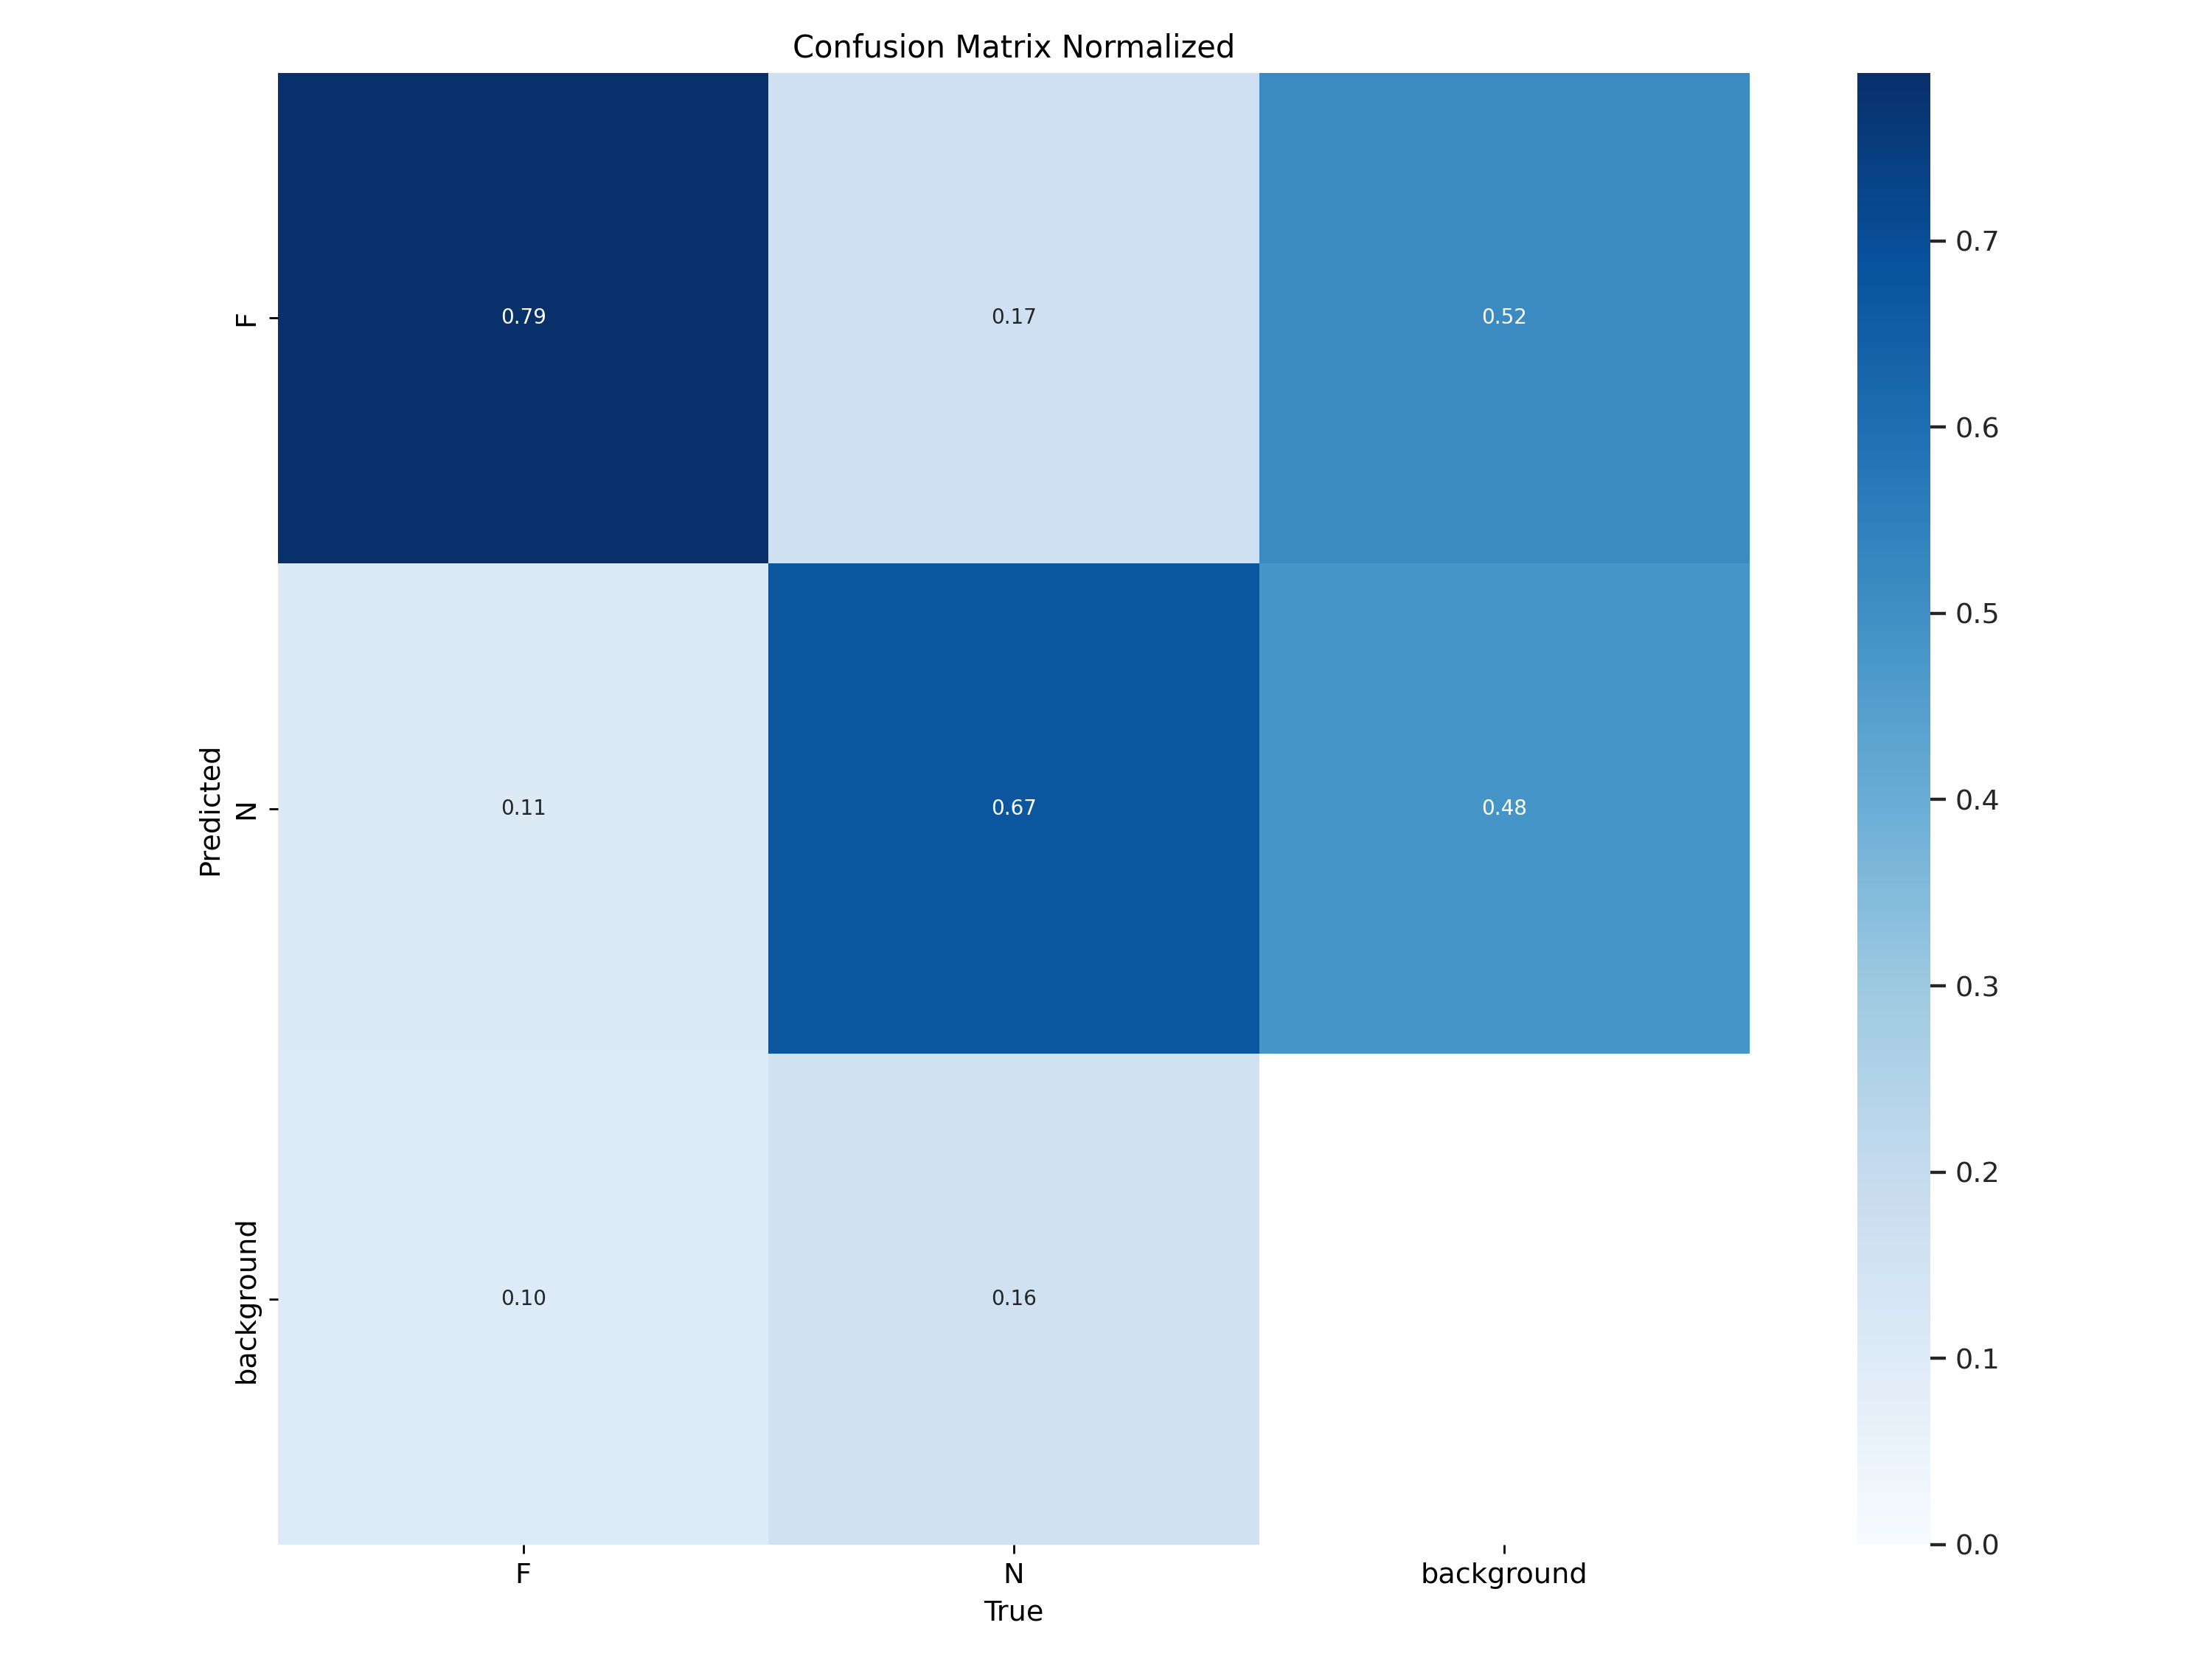 Confusion Matrix Normalized
F
0.79
0.17
0.52
N
0.11
0.67
0.48
background
0.10
0.16
Predicted
F
N
background
True
0.7
0.6
0.5
0.4
0.3
0.2
0.1
0.0